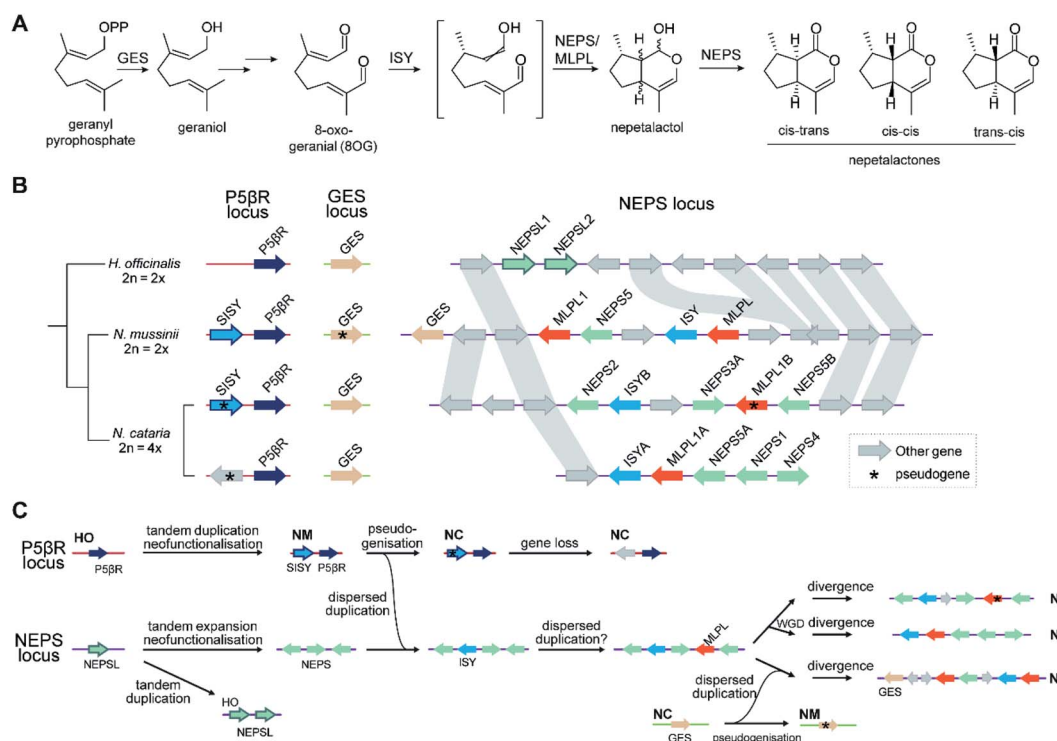 A
OPP
GES
OH
ISY
OH
NEPS/
MLPL
OH
NEPS
geranyl
pyrophosphate
geraniol
8-oxo-
geranial (8OG)
nepetalactol
cis-trans
cis-cis
trans-cis
nepetalactones
B
P5βR
locus
GES
locus
NEPS locus
H. officinalis
2n = 2x
P5βR
GES
NEPSL1
NEPSL2
N. mussinii
2n = 2x
SISY
P5βR
GES
GES
MLPL1
NEPS5
ISY
MLPL
N. cataria
2n = 4x
SISY
P5βR
GES
NEPS2
ISYB
NEPS3A
MLPL1B
NEPS5B
P5βR
GES
ISYA
MLPL1A
NEPS5A
NEPS1
NEPS4
Other gene
* pseudogene
C
P5βR
locus
HO
P5βR
tandem duplication
neofunctionalisation
NM
SISY P5βR
pseudo-
genisation
NC
gene loss
NC
dispersed
duplication
NEPS
locus
NEPSL
tandem expansion
neofunctionalisation
NEPS
ISY
dispersed
duplication?
MLPL
WGD
divergence
divergence
divergence
N
N
N
GES
tandem
duplication
HO
NEPSL
dispersed
duplication
NC
GES
pseudogenisation
NM